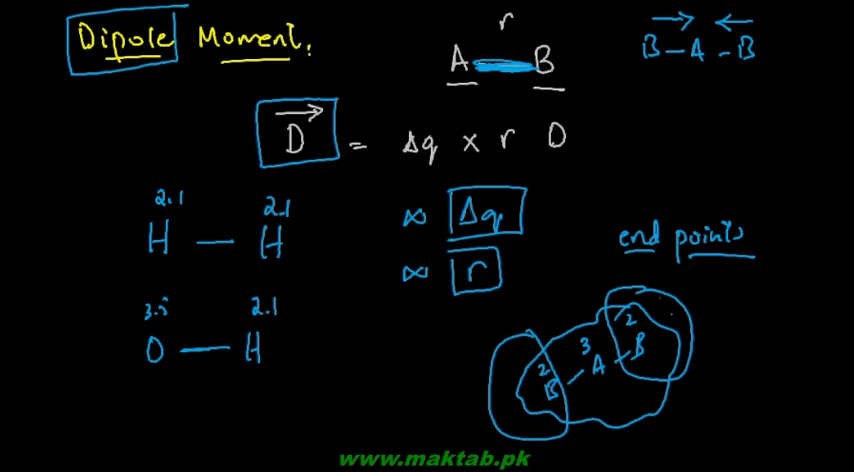 Dipole Moment.
r
A B
B - A - B
D = Δq x r D
2.1 2.1
H — H
∝ Δq
∝ r
end points
3.5 2.1
O — H
2 3 2
B - A - B
www.maktab.pk